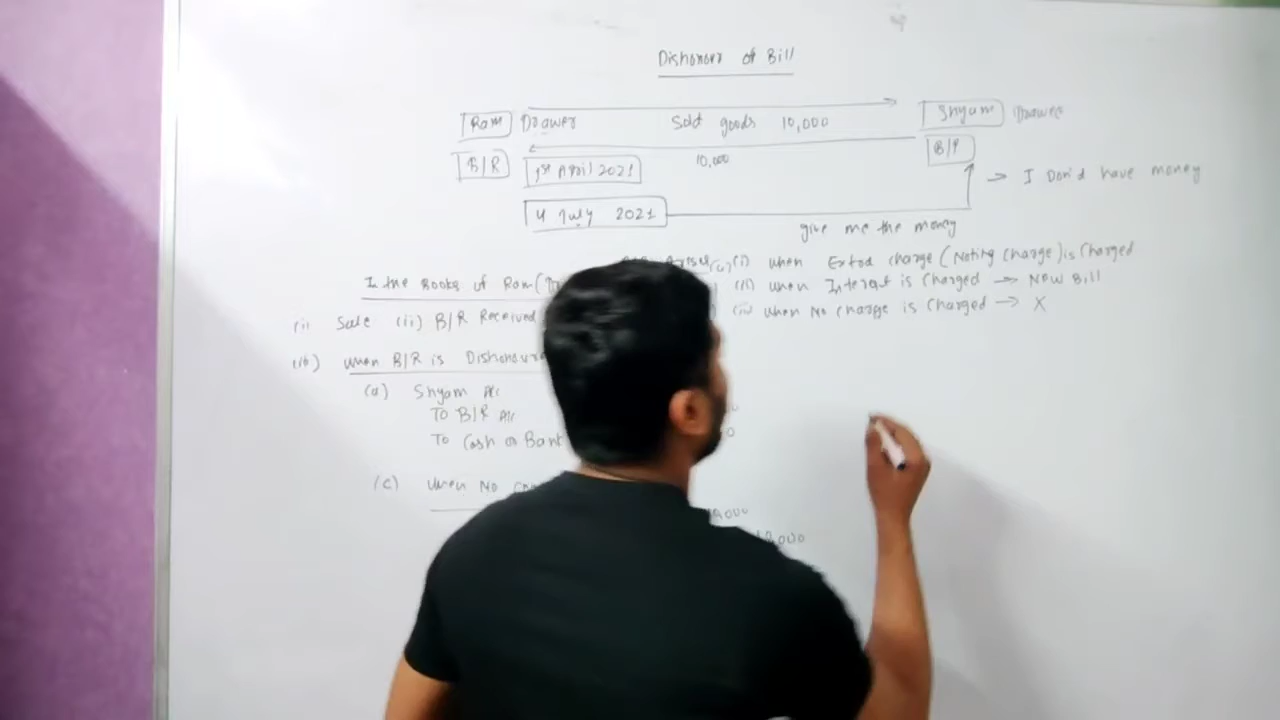 Dishonour of Bill
Ram Drawer Sold goods 10,000 Shyam Drawee
B/R 1st April 2021 10,000 B/P
4 July 2021 → I Don'd have money
give me the money
(i) when Extra charge (Noting charge) is charged
In the Books of Ram (ii) when Interest is Charged → New Bill
(i) Sale (ii) B/R Received when No charge is charged → X
when B/R is Dishonoure
(a) Shyam A/c
To B/R A/c
To Cash or Bank
(c) when No
10,000